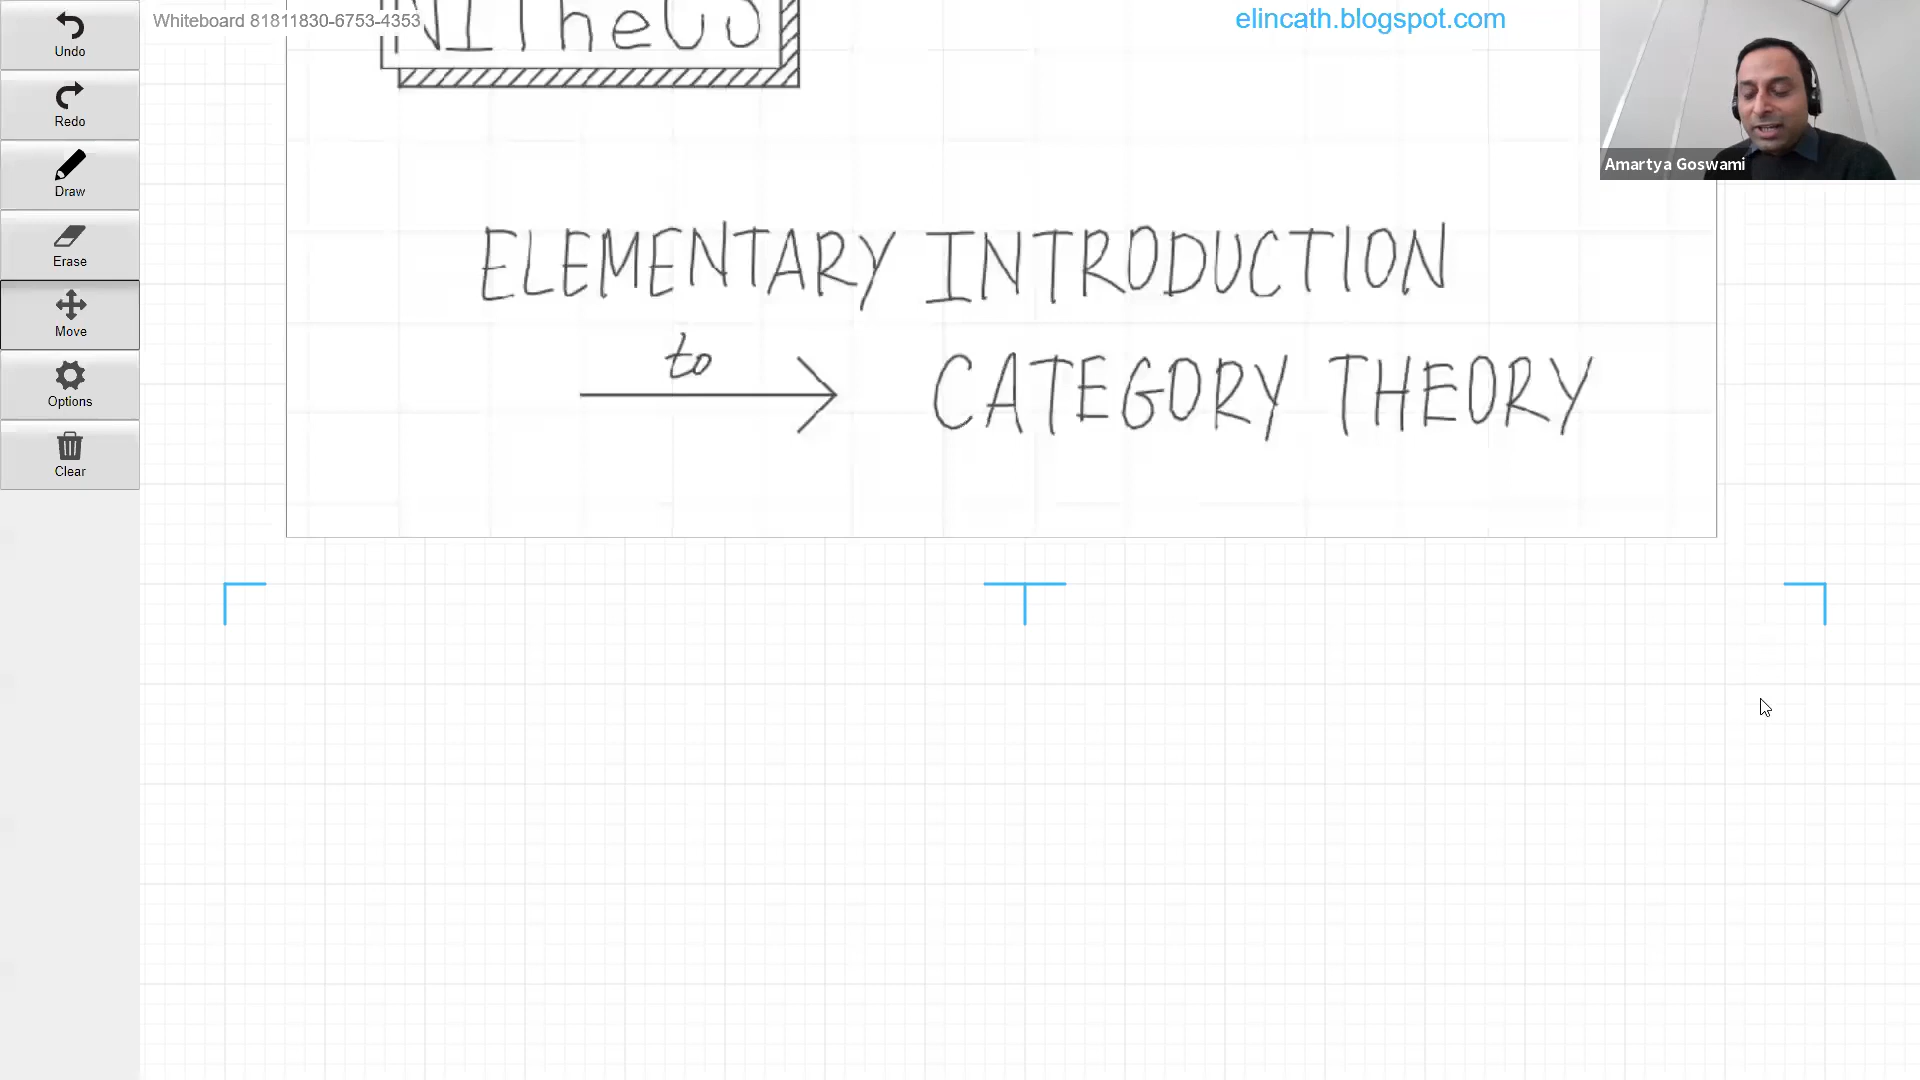 Undo
Redo
Draw
Erase
Move
Options
Clear
Whiteboard 81811830-6753-4353
NITheCS
elincath.blogspot.com
Amartya Goswami
ELEMENTARY INTRODUCTION
to
CATEGORY THEORY